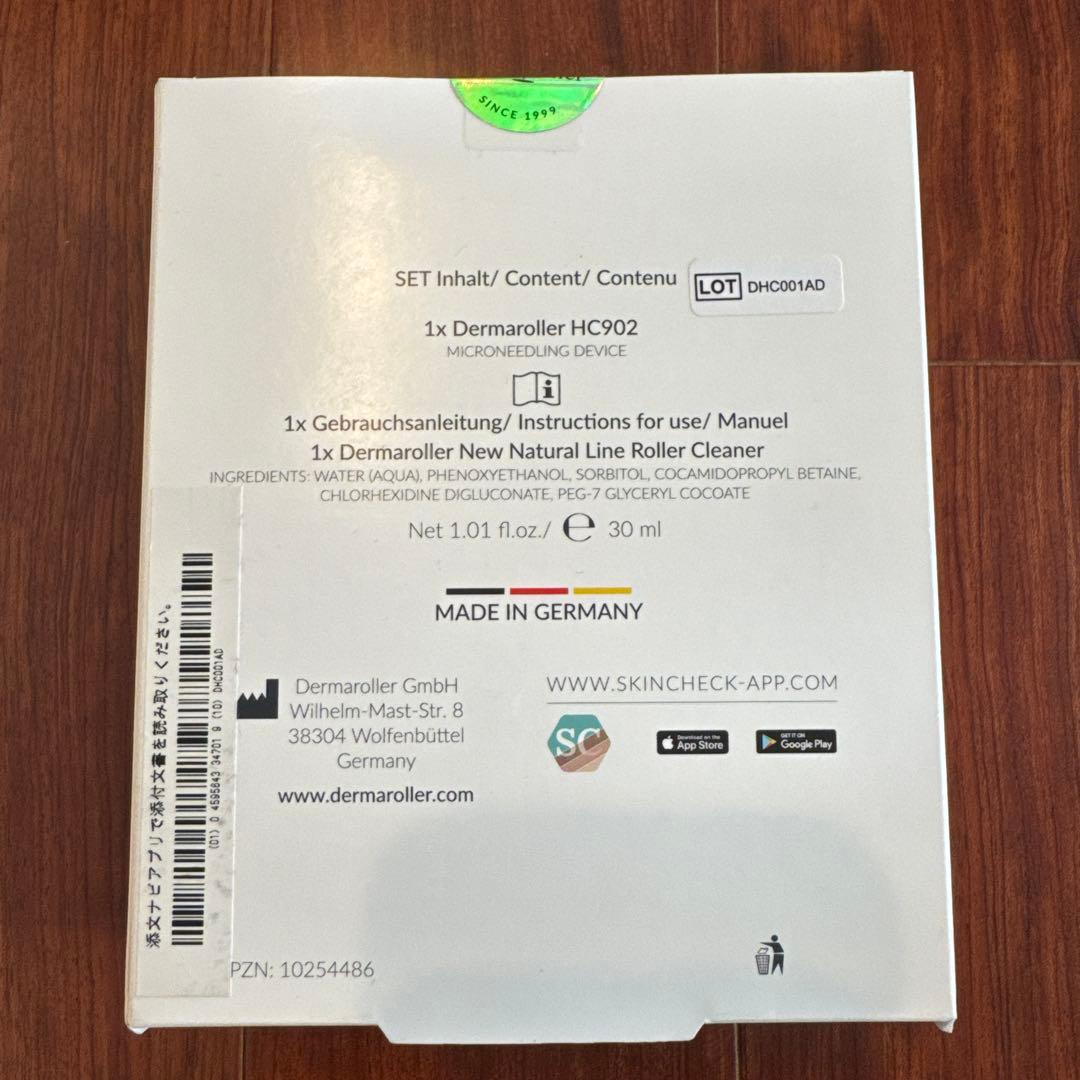 SINCE 1999
SET Inhalt/ Content/ Contenu
LOT DHC001AD
1x Dermaroller HC902
MICRONEEDLING DEVICE
i
1x Gebrauchsanleitung/ Instructions for use/ Manuel
1x Dermaroller New Natural Line Roller Cleaner
INGREDIENTS: WATER (AQUA), PHENOXYETHANOL, SORBITOL, COCAMIDOPROPYL BETAINE,
CHLORHEXIDINE DIGLUCONATE, PEG-7 GLYCERYL COCOATE
Net 1.01 fl.oz./ ℮ 30 ml
MADE IN GERMANY
Dermaroller GmbH
Wilhelm-Mast-Str. 8
38304 Wolfenbüttel
Germany
www.dermaroller.com
WWW.SKINCHECK-APP.COM
SC
Download on the
App Store
GET IT ON
Google Play
添文ナビアプリで添付文書を読み取りください。
(01) 0 4595643 34701 9 (10) DHC001AD
PZN: 10254486